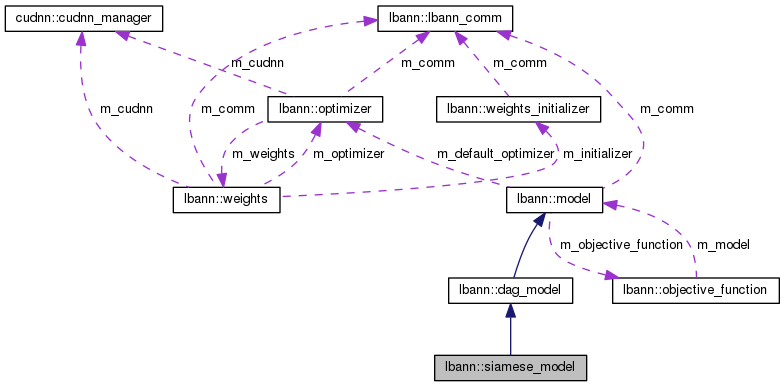 cudnn::cudnn_manager
lbann::lbann_comm
m_cudnn
m_comm
m_comm
m_cudnn
m_comm
lbann::optimizer
lbann::weights_initializer
m_comm
m_weights
m_optimizer
m_default_optimizer
m_initializer
lbann::weights
lbann::model
m_objective_function
m_model
lbann::dag_model
lbann::objective_function
lbann::siamese_model